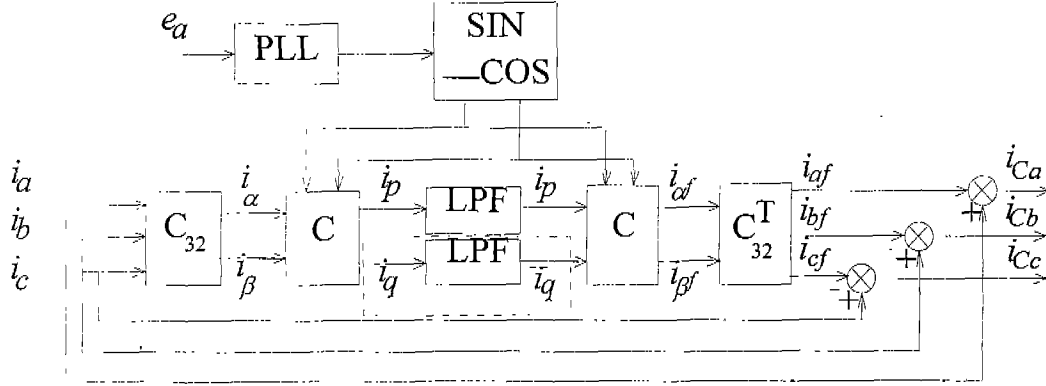 e_a
PLL
SIN
—COS
i_a
i_b
i_c
C_32
i_α
i_β
C
i_p
i_q
LPF
LPF
i_p
i_q
C
i_αf
i_βf
C^T_32
i_af
i_bf
i_cf
-
+
-
+
+
i_Ca
i_Cb
i_Cc